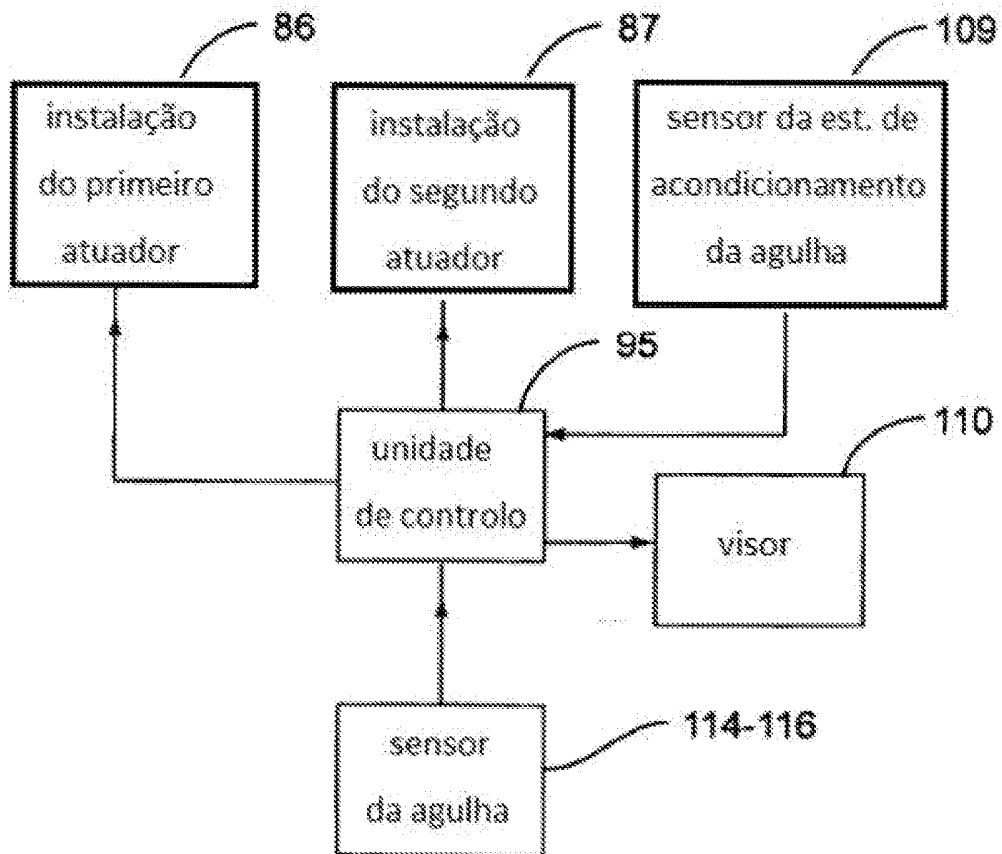 86
87
109
instalação
do primeiro
atuador
instalação
do segundo
atuador
sensor da est. de
acondicionamento
da agulha
95
unidade
de controlo
110
visor
114-116
sensor
da agulha